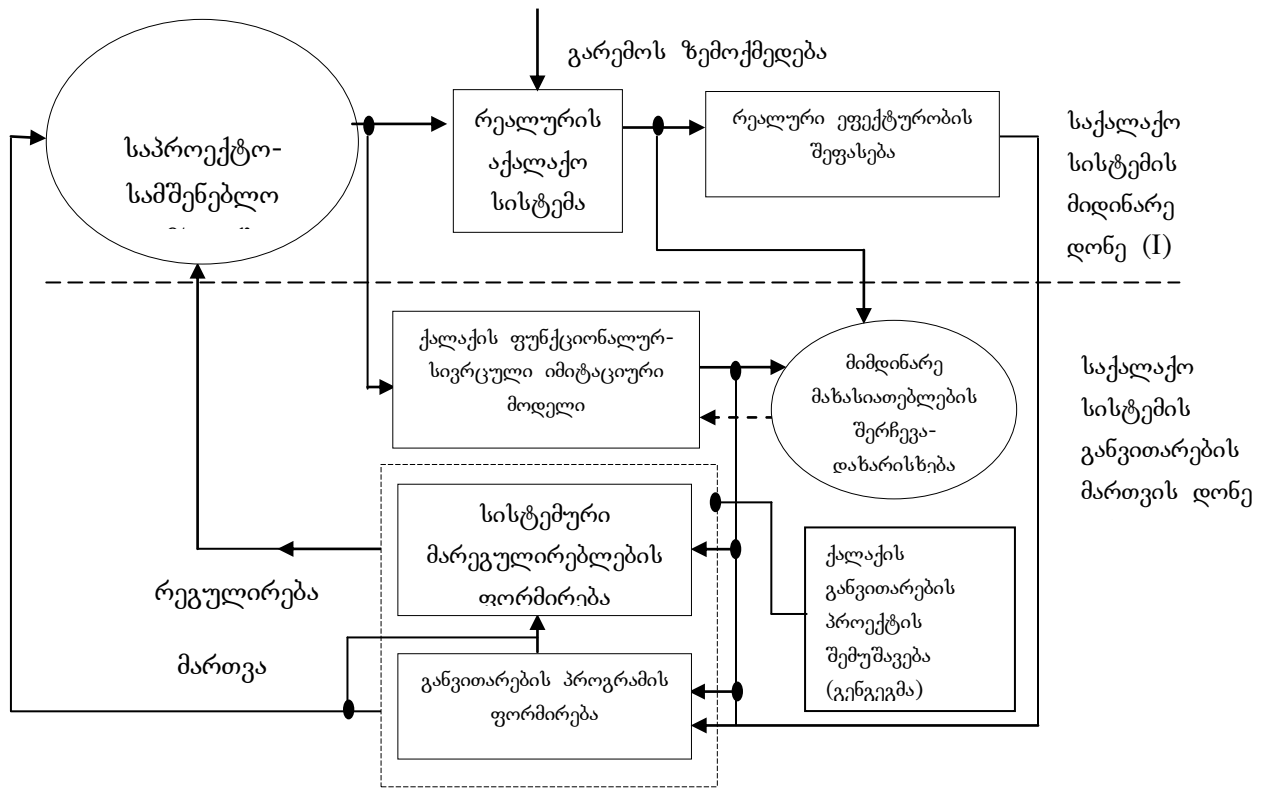 გარემოს ზემოქმედება
საპროექტო-
სამშენებლო
რეალურის
აქალაქო
სისტემა
რეალური ეფექტურობის
შეფასება
საქალაქო
სისტემის
მიდინარე
დონე (I)
ქალაქის ფუნქციონალურ-
სივრცული იმიტაციური
მოდელი
მიმდინარე
მახასიათებლების
შერჩევა-
დახარისხება
საქალაქო
სისტემის
განვითარების
მართვის დონე
სისტემური
მარეგულირებლების
ფორმირება
ქალაქის
განვითარების
პროექტის
შემუშავება
(გენგეგმა)
რეგულირება
მართვა
განვითარების პროგრამის
ფორმირება